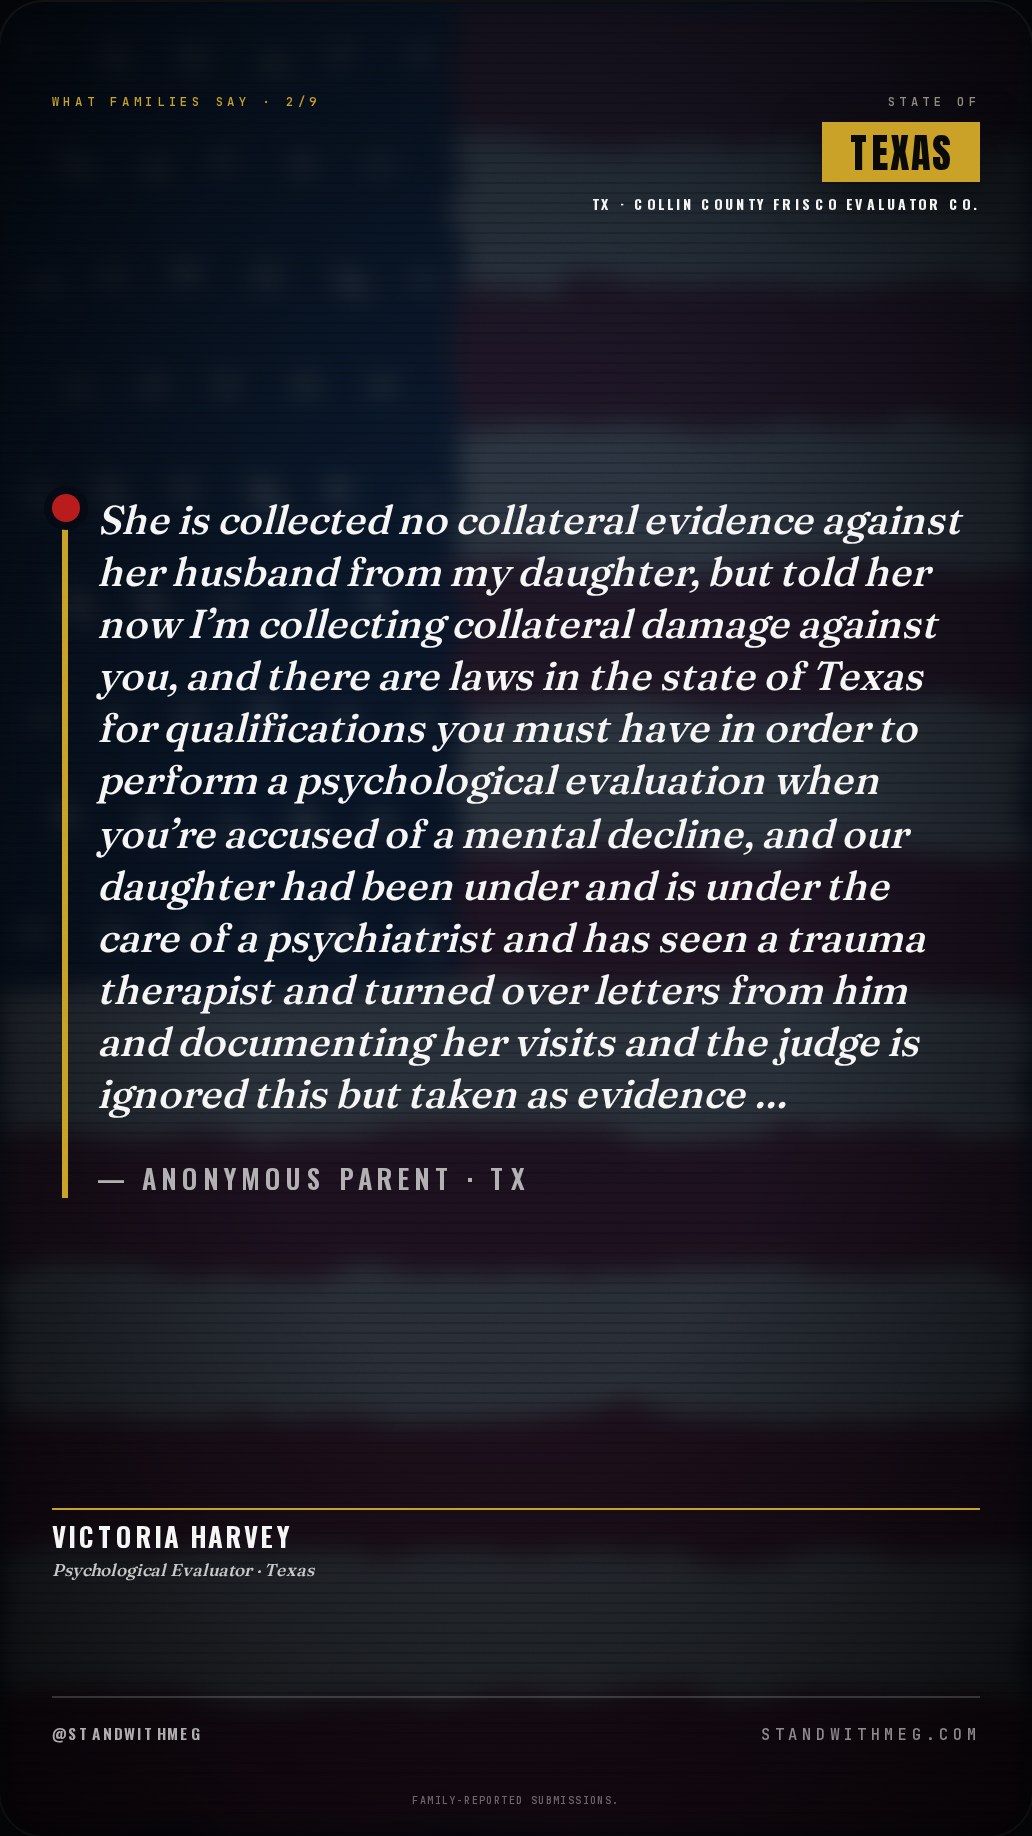 WHAT FAMILIES SAY · 2/9
STATE OF
TEXAS
TX · COLLIN COUNTY FRISCO EVALUATOR CO.
She is collected no collateral evidence against
her husband from my daughter, but told her
now I’m collecting collateral damage against
you, and there are laws in the state of Texas
for qualifications you must have in order to
perform a psychological evaluation when
you’re accused of a mental decline, and our
daughter had been under and is under the
care of a psychiatrist and has seen a trauma
therapist and turned over letters from him
and documenting her visits and the judge is
ignored this but taken as evidence ...
— ANONYMOUS PARENT · TX
VICTORIA HARVEY
Psychological Evaluator · Texas
@STANDWITHMEG
STANDWITHMEG.COM
FAMILY-REPORTED SUBMISSIONS.